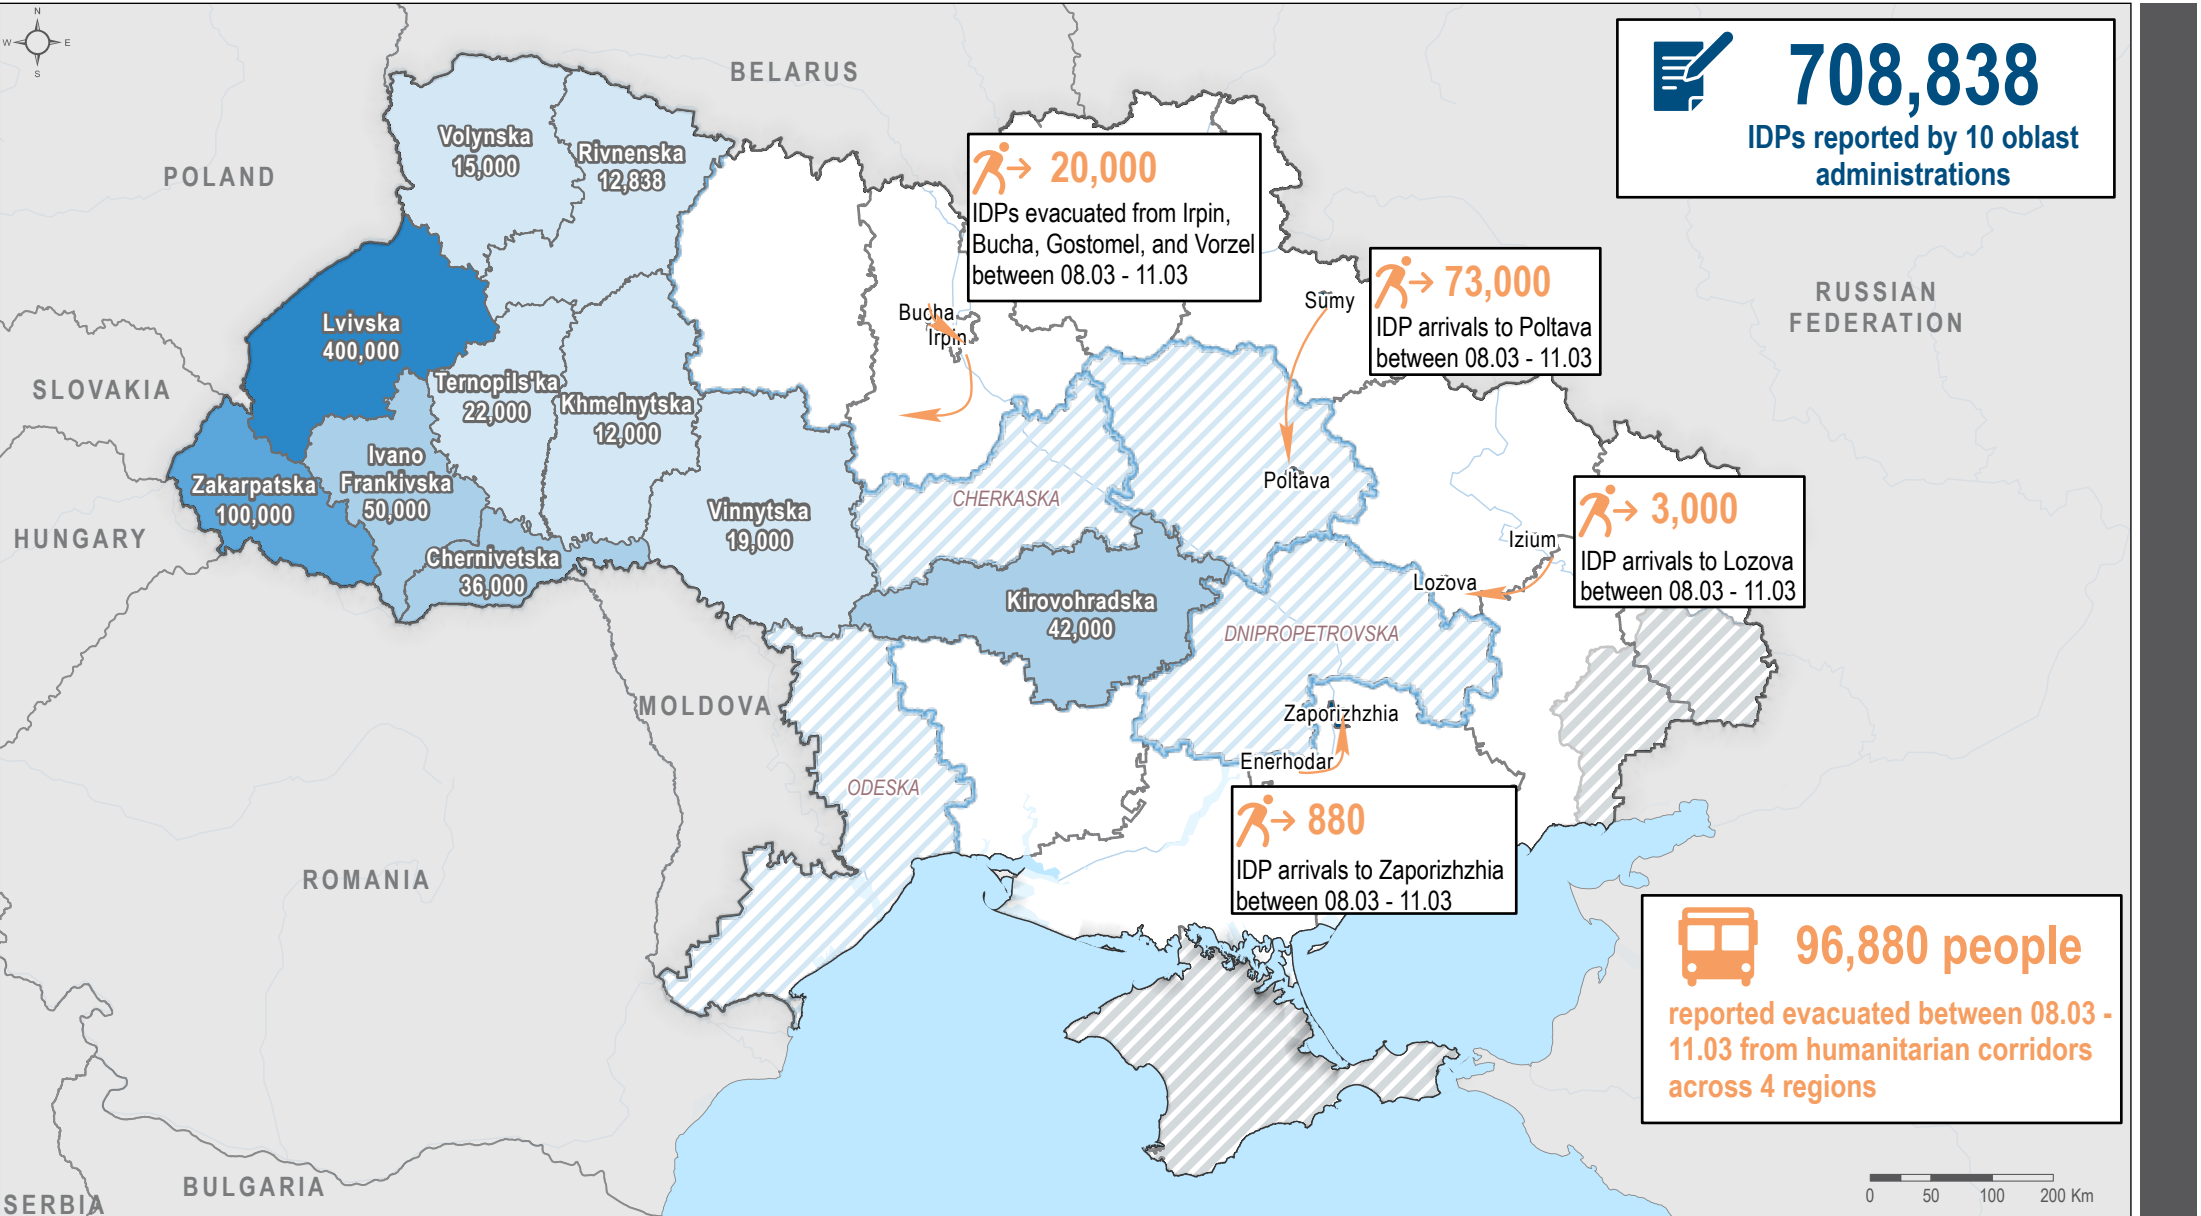 N
W
E
S
BELARUS
708,838
IDPs reported by 10 oblast
administrations
POLAND
Volynska
15,000
Rivnenska
12,838
20,000
IDPs evacuated from Irpin,
Bucha, Gostomel, and Vorzel
between 08.03 - 11.03
Sumy
73,000
IDP arrivals to Poltava
between 08.03 - 11.03
RUSSIAN
FEDERATION
Bucha
Irpin
Lvivska
400,000
SLOVAKIA
Ternopils'ka
22,000
Khmelnytska
12,000
Ivano
Frankivska
50,000
Zakarpatska
100,000
HUNGARY
Chernivetska
36,000
Vinnytska
19,000
CHERKASKA
Poltava
Izium
3,000
IDP arrivals to Lozova
between 08.03 - 11.03
Lozova
Kirovohradska
42,000
DNIPROPETROVSKA
MOLDOVA
Zaporizhzhia
Enerhodar
ODESKA
880
IDP arrivals to Zaporizhzhia
between 08.03 - 11.03
ROMANIA
96,880 people
reported evacuated between 08.03 -
11.03 from humanitarian corridors
across 4 regions
BULGARIA
SERBIA
0 50 100 200 Km